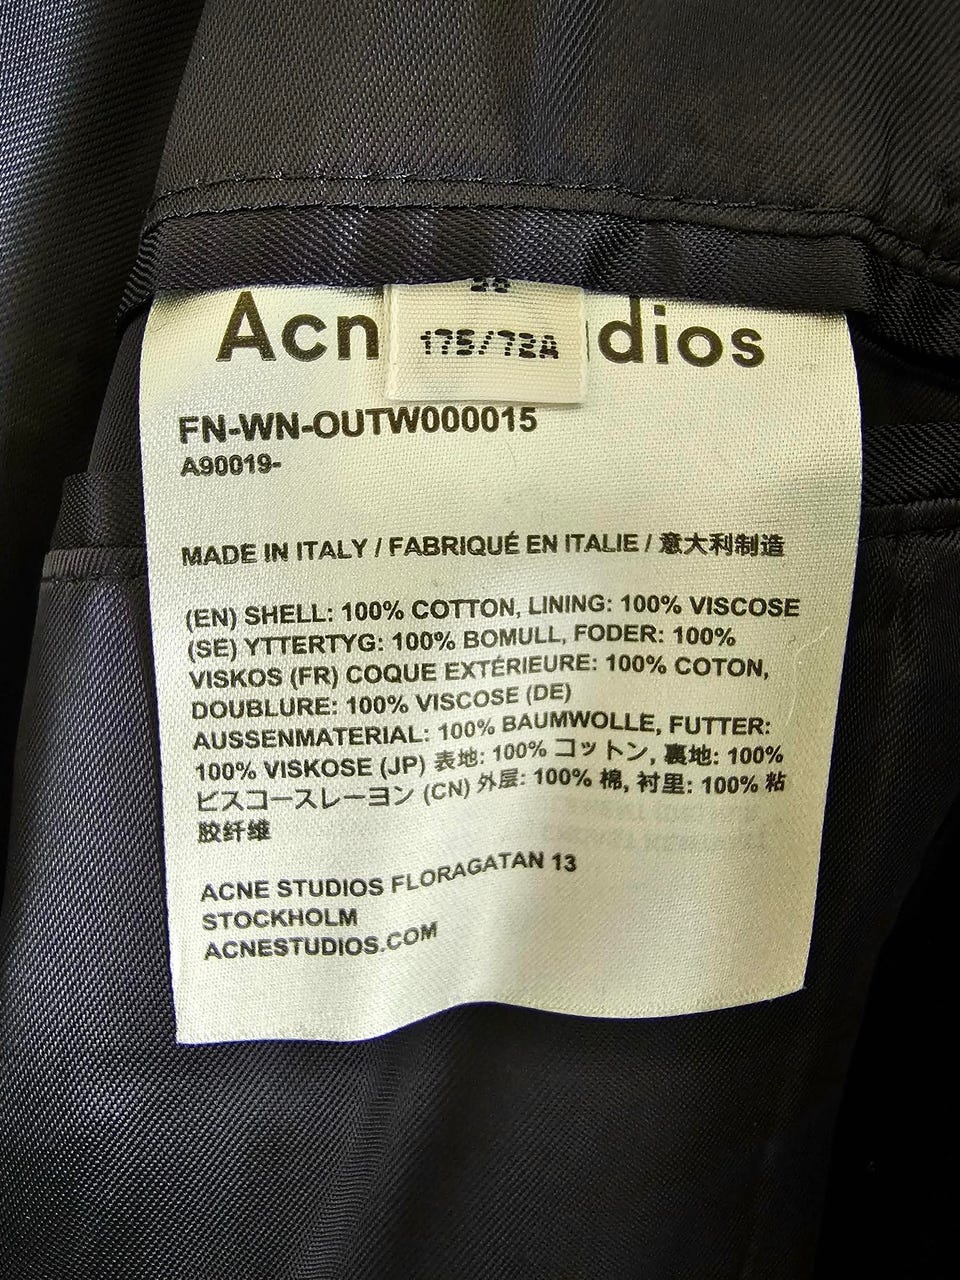 Acn dios
175/72A
FN-WN-OUTW000015
A90019-
MADE IN ITALY / FABRIQUÉ EN ITALIE / 意大利制造
(EN) SHELL: 100% COTTON, LINING: 100% VISCOSE
(SE) YTTERTYG: 100% BOMULL, FODER: 100%
VISKOS (FR) COQUE EXTÉRIEURE: 100% COTON,
DOUBLURE: 100% VISCOSE (DE)
AUSSENMATERIAL: 100% BAUMWOLLE, FUTTER:
100% VISKOSE (JP) 表地: 100% コットン, 裏地: 100%
ビスコースレーヨン (CN) 外层: 100% 棉, 衬里: 100% 粘
胶纤维
ACNE STUDIOS FLORAGATAN 13
STOCKHOLM
ACNESTUDIOS.COM